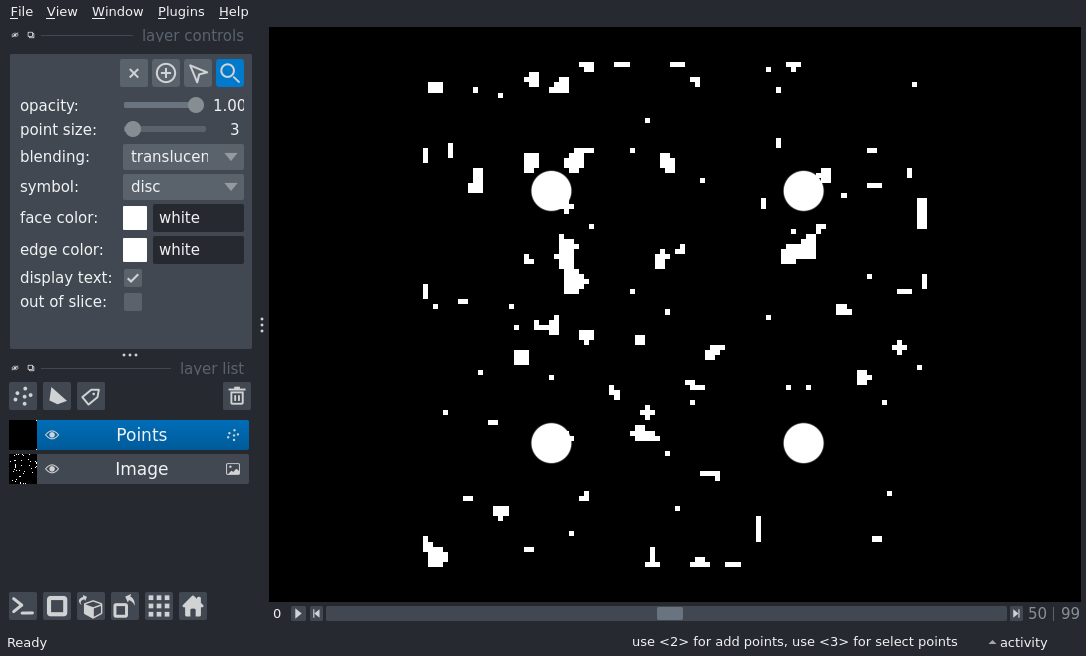 File View Window Plugins Help
layer controls
opacity: 1.00
point size: 3
blending: translucen
symbol: disc
face color: white
edge color: white
display text:
out of slice:
layer list
Points
Image
0 50 99
Ready use <2> for add points, use <3> for select points activity